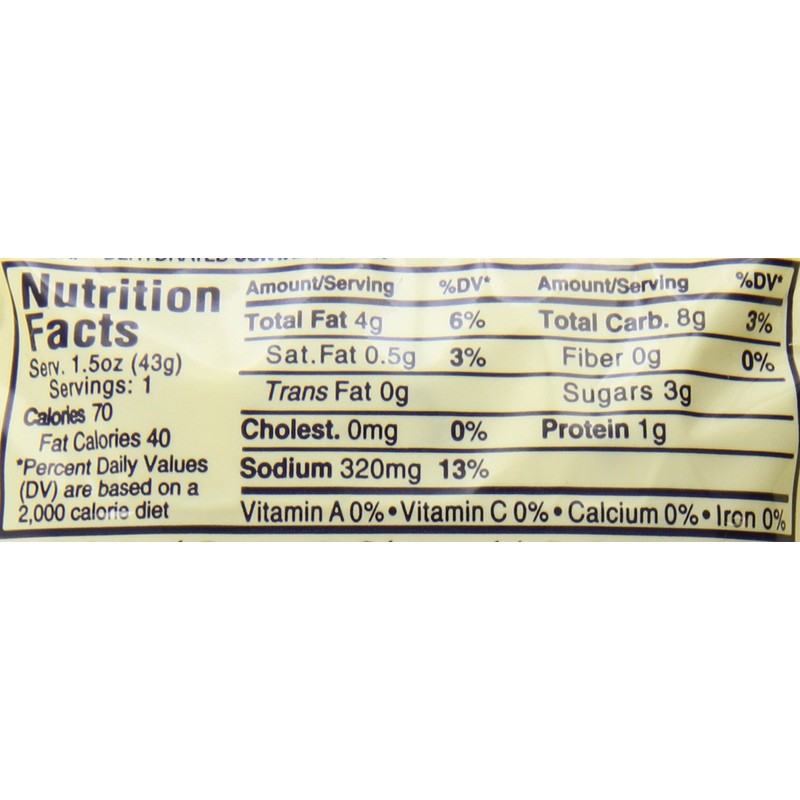 DEHYDRATED
Nutrition
Facts
Serv. 1.5oz (43g)
Servings: 1
Calories 70
Fat Calories 40
*Percent Daily Values
(DV) are based on a
2,000 calorie diet
Amount/Serving %DV*
Total Fat 4g 6%
Sat.Fat 0.5g 3%
Trans Fat 0g
Cholest. 0mg 0%
Sodium 320mg 13%
Amount/Serving %DV*
Total Carb. 8g 3%
Fiber 0g 0%
Sugars 3g
Protein 1g
Vitamin A 0% • Vitamin C 0% • Calcium 0% • Iron 0%